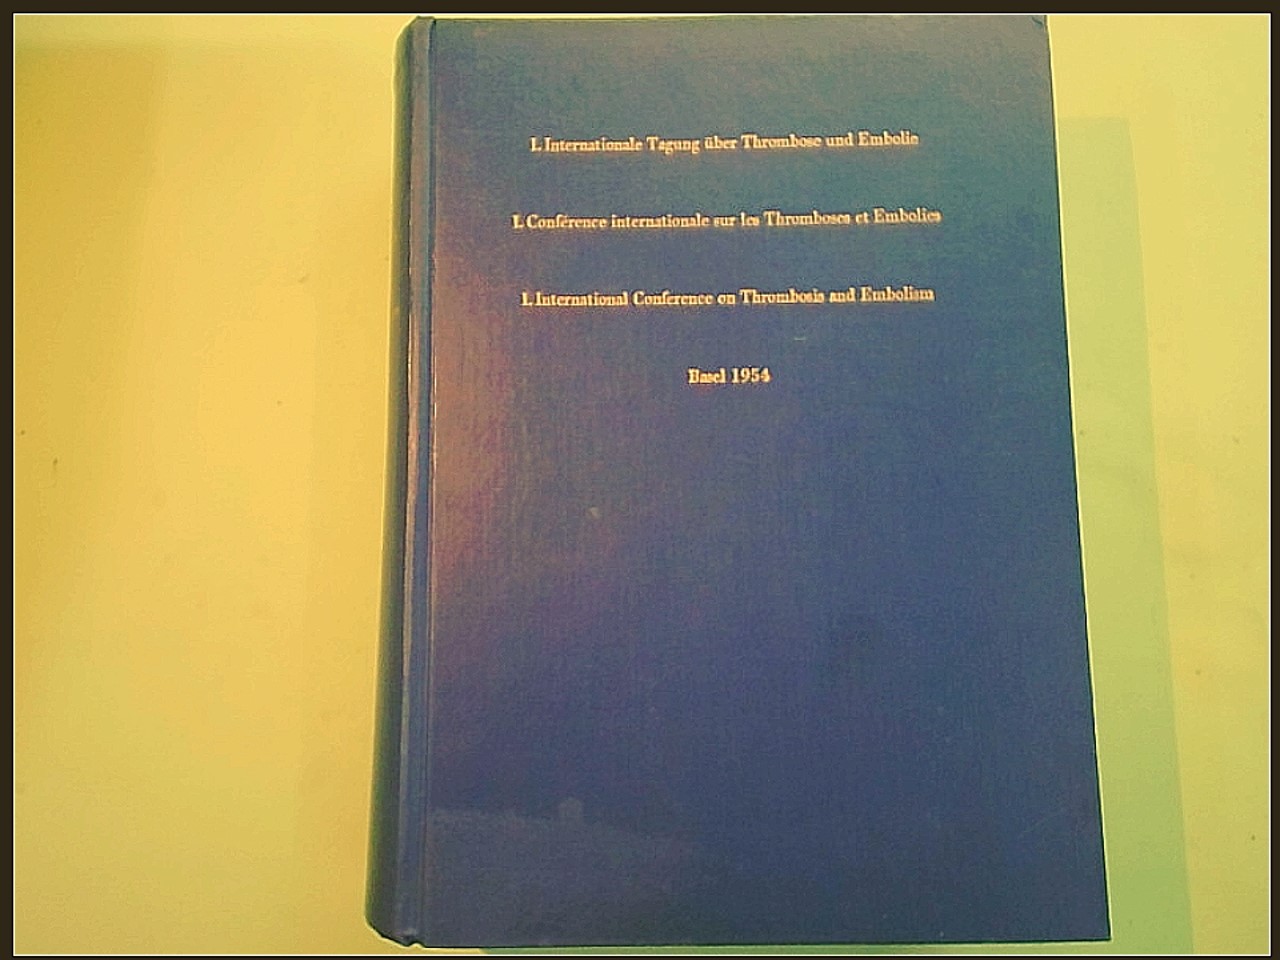 I. Internationale Tagung über Thrombose und Embolie
I. Conférence internationale sur les Thromboses et Embolies
I. International Conference on Thrombosis and Embolism
Basel 1954